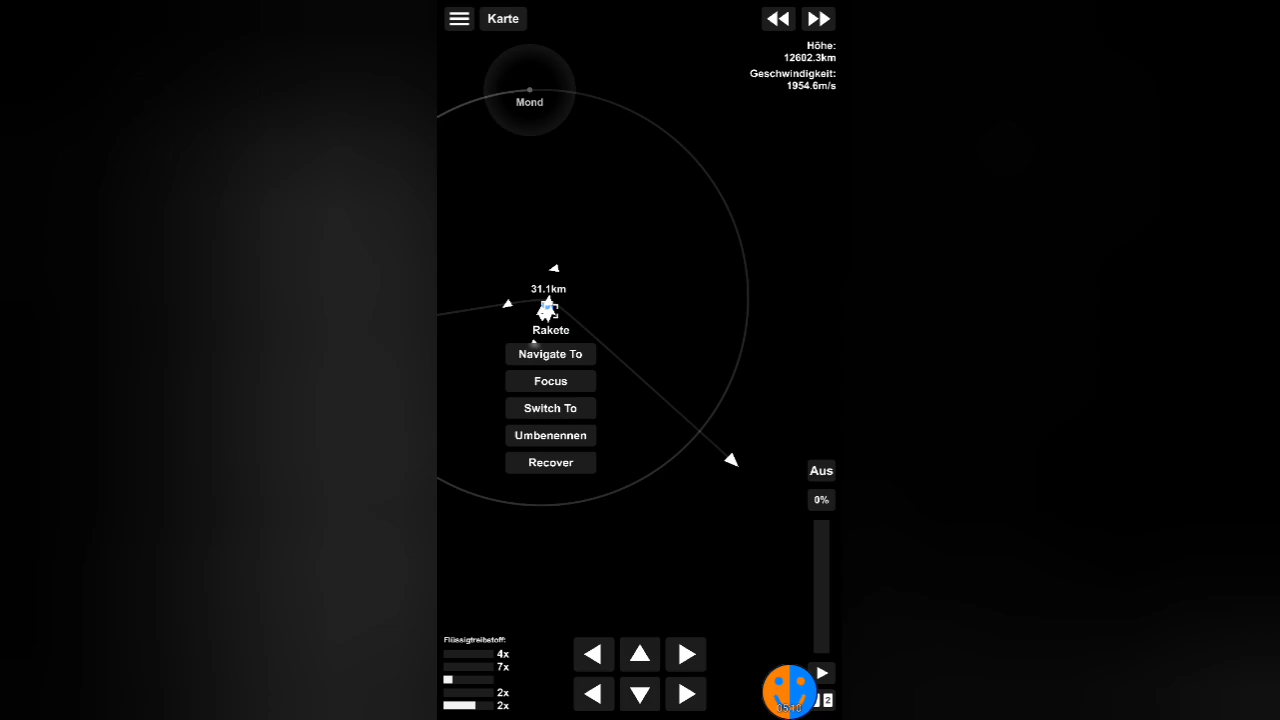 Karte
Höhe:
12602.3km
Geschwindigkeit:
1954.6m/s
Mond
31.1km
Rakete
Navigate To
Focus
Switch To
Umbenennen
Recover
Aus
0%
Flüssigtreibstoff:
4x
7x
2x
2x
2